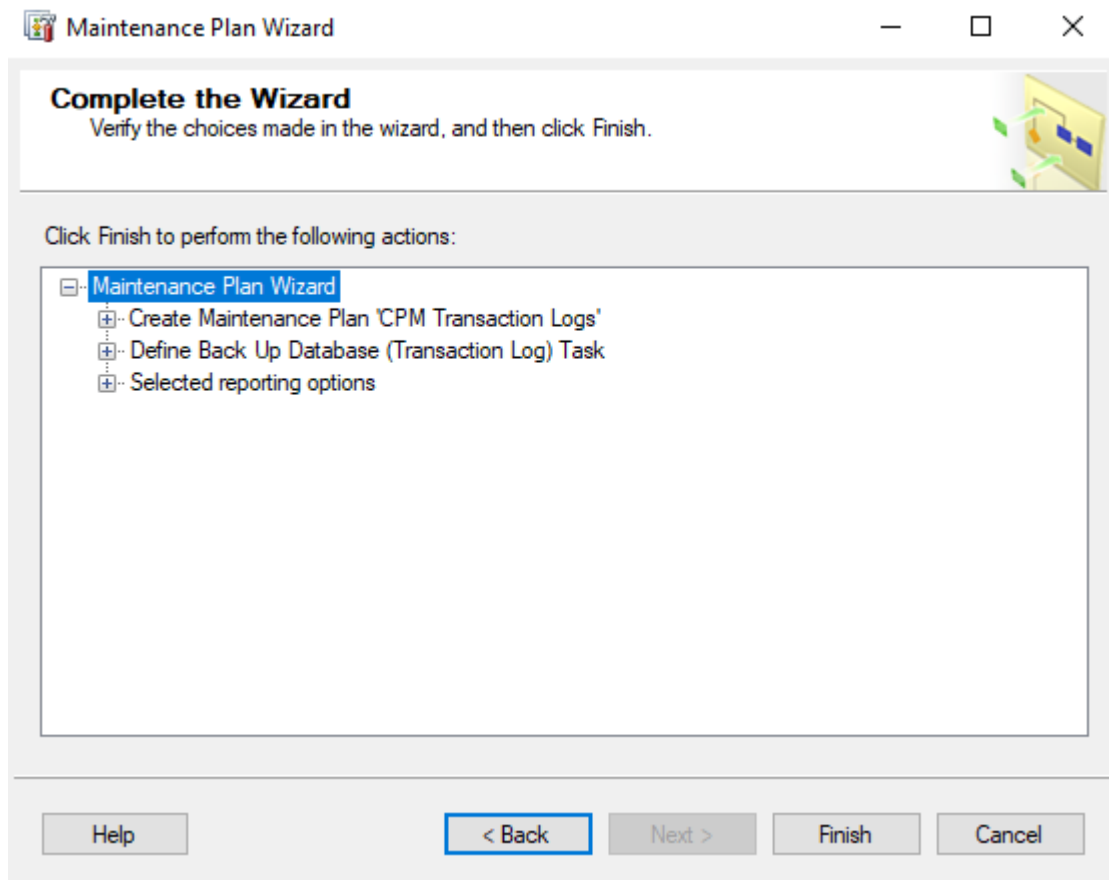 Maintenance Plan Wizard
Complete the Wizard
Verify the choices made in the wizard, and then click Finish.
Click Finish to perform the following actions:
Maintenance Plan Wizard
Create Maintenance Plan 'CPM Transaction Logs'
Define Back Up Database (Transaction Log) Task
Selected reporting options
Help
< Back
Next >
Finish
Cancel